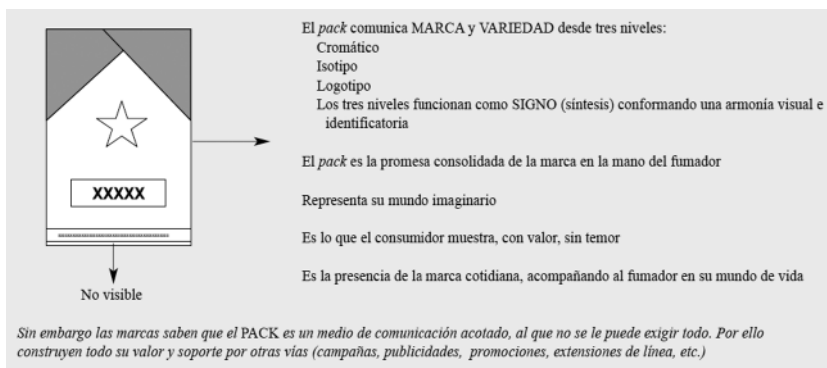 El pack comunica MARCA y VARIEDAD desde tres niveles:
Cromático
Isotipo
Logotipo
Los tres niveles funcionan como SIGNO (síntesis) conformando una armonía visual e
identificatoria
El pack es la promesa consolidada de la marca en la mano del fumador
XXXXX
Representa su mundo imaginario
Es lo que el consumidor muestra, con valor, sin temor
Es la presencia de la marca cotidiana, acompañando al fumador en su mundo de vida
No visible
Sin embargo las marcas saben que el PACK es un medio de comunicación acotado, al que no se le puede exigir todo. Por ello
construyen todo su valor y soporte por otras vías (campañas, publicidades, promociones, extensiones de línea, etc.)